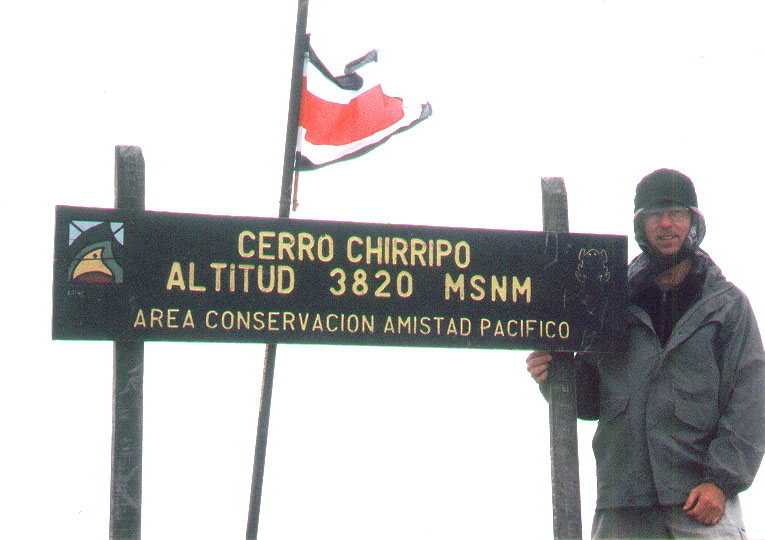 CERRO CHIRRIPO
ALTITUD 3820 MSNM
AREA CONSERVACION AMISTAD PACIFICO